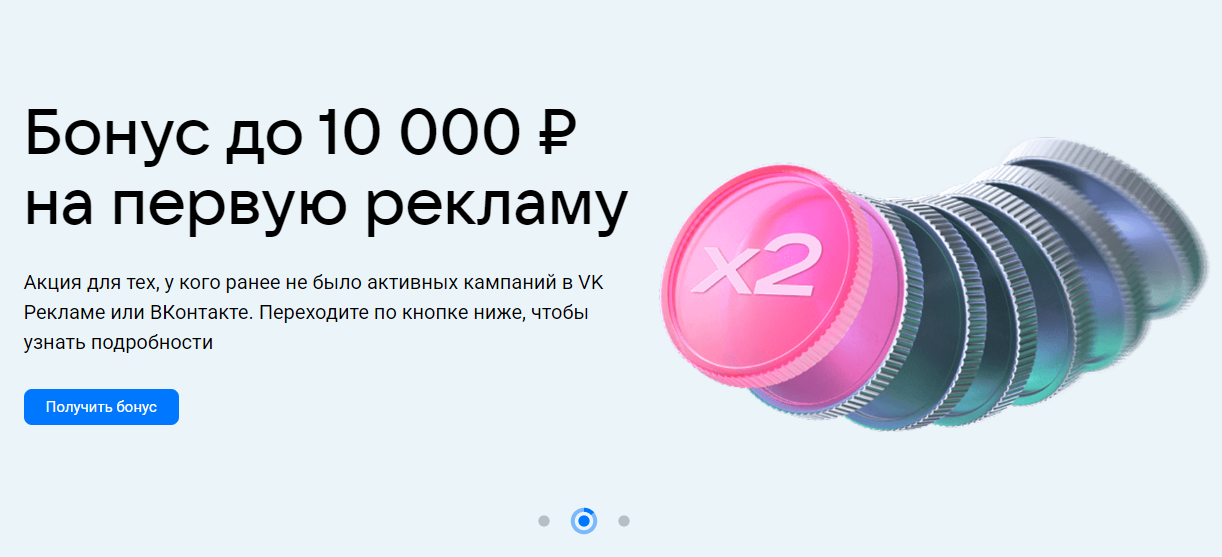 Бонус до 10 000 ₽
на первую рекламу
Акция для тех, у кого ранее не было активных кампаний в VK
Рекламе или ВКонтакте. Переходите по кнопке ниже, чтобы
узнать подробности
Получить бонус
x2